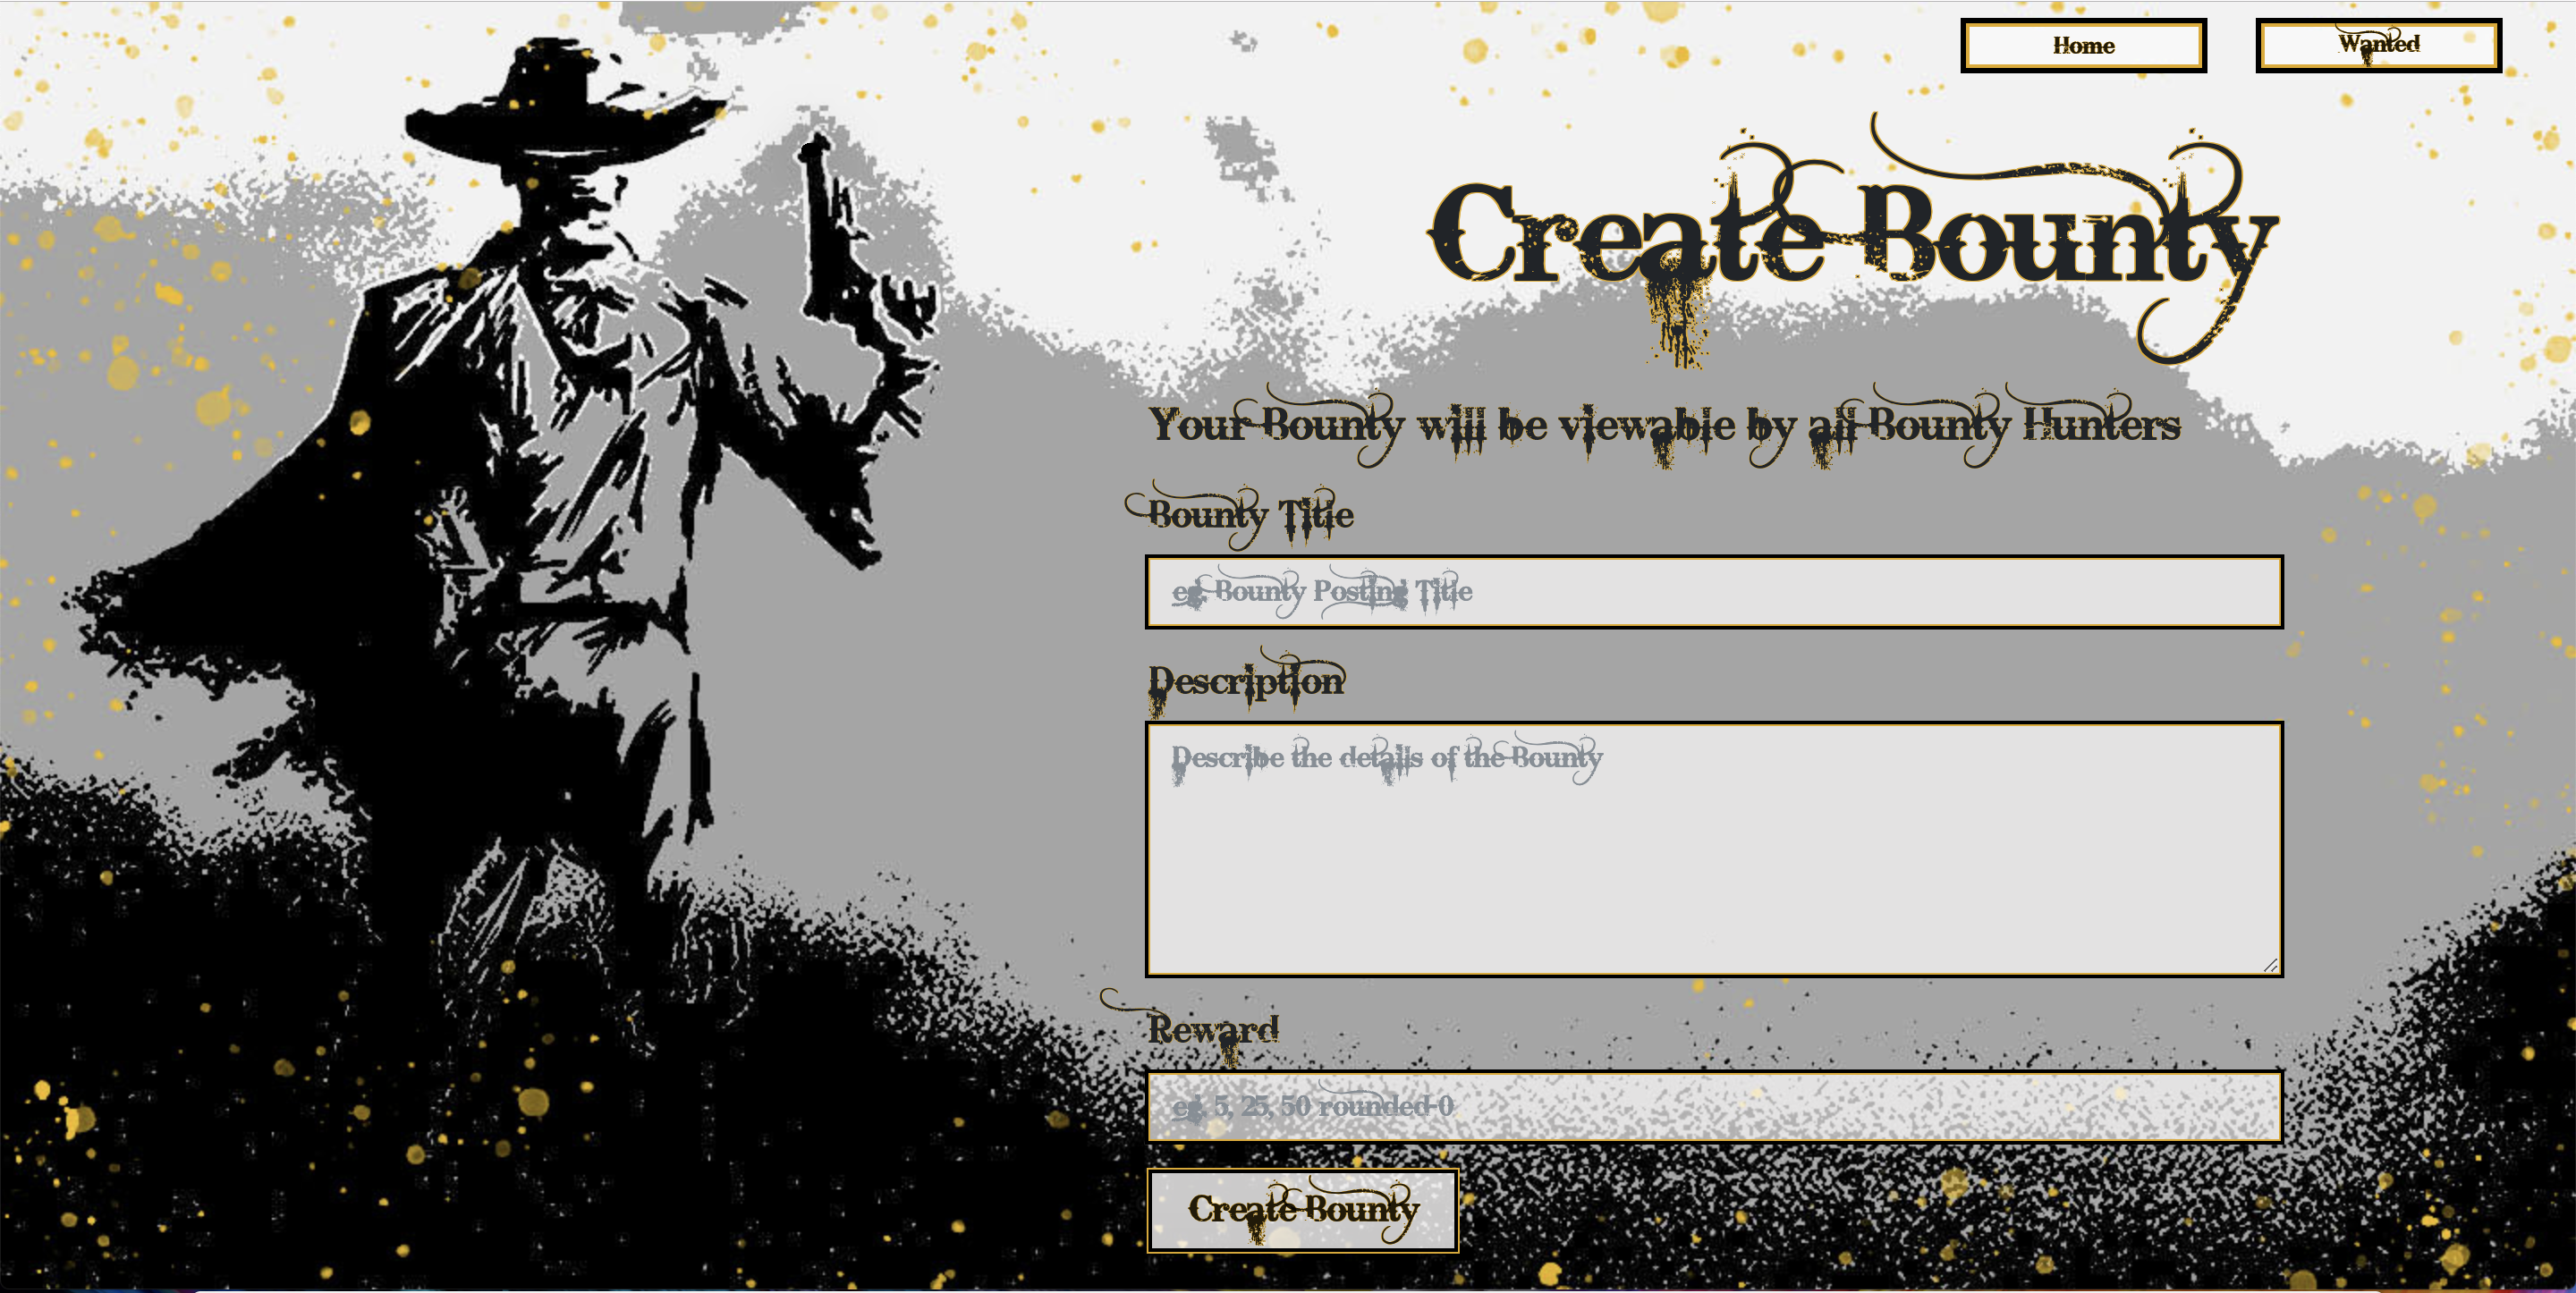 Home
Wanted
Create Bounty
Your Bounty will be viewable by all Bounty Hunters
Bounty Title
eg. Bounty Posting Title
Description
Describe the details of the Bounty
Reward
eg. 5, 25, 50 rounded-0
Create Bounty